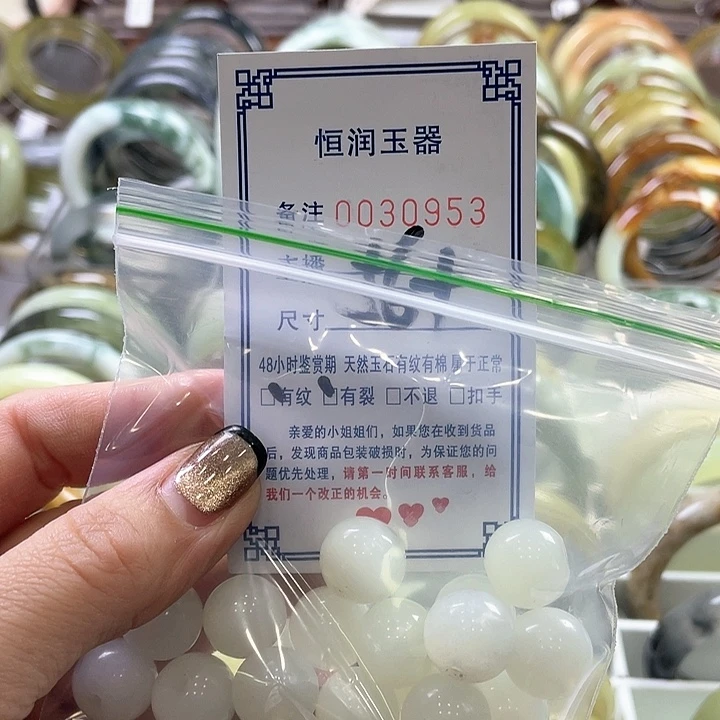 恒润玉器
备注 0030953
主播
尺寸
48小时鉴赏期 天然玉石有纹有棉 属于正常
□有纹 □有裂 □不退 □扣手
亲爱的小姐姐们，如果您在收到货品
后，发现商品包装破损时，为保证您的问
题优先处理，请第一时间联系客服，给
我们一个改正的机会。